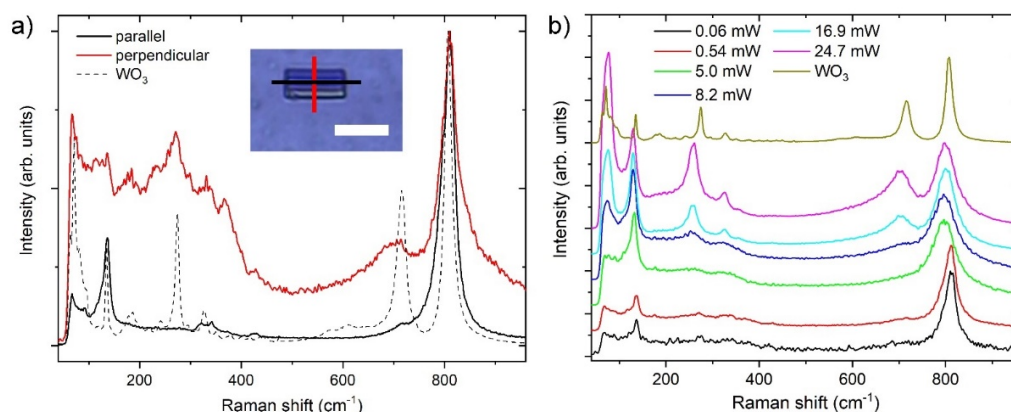 a)
parallel
perpendicular
WO₃
Intensity (arb. units)
200 400 600 800
Raman shift (cm⁻¹)
b)
0.06 mW
0.54 mW
5.0 mW
8.2 mW
16.9 mW
24.7 mW
WO₃
Intensity (arb. units)
200 400 600 800
Raman shift (cm⁻¹)